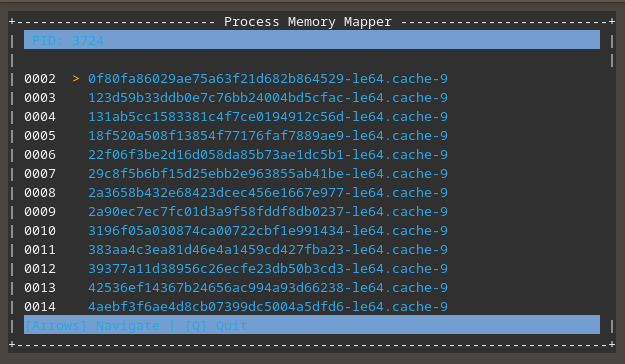 +------------------------- Process Memory Mapper --------------------------+
PID: 3724
0002 > 0f80fa86029ae75a63f21d682b864529-le64.cache-9
0003 123d59b33ddb0e7c76bb24004bd5cfac-le64.cache-9
0004 131ab5cc1583381c4f7ce0194912c56d-le64.cache-9
0005 18f520a508f13854f77176faf7889ae9-le64.cache-9
0006 22f06f3be2d16d058da85b73ae1dc5b1-le64.cache-9
0007 29c8f5b6bf15d25ebb2e963855ab41be-le64.cache-9
0008 2a3658b432e68423dcec456e1667e977-le64.cache-9
0009 2a90ec7ec7fc01d3a9f58fddf8db0237-le64.cache-9
0010 3196f05a030874ca00722cbf1e991434-le64.cache-9
0011 383aa4c3ea81d46e4a1459cd427fba23-le64.cache-9
0012 39377a11d38956c26ecfe23db50b3cd3-le64.cache-9
0013 42536ef14367b24656ac994a93d66238-le64.cache-9
0014 4aebf3f6ae4d8cb07399dc5004a5dfd6-le64.cache-9
|Arrows| Navigate | |Q| Quit